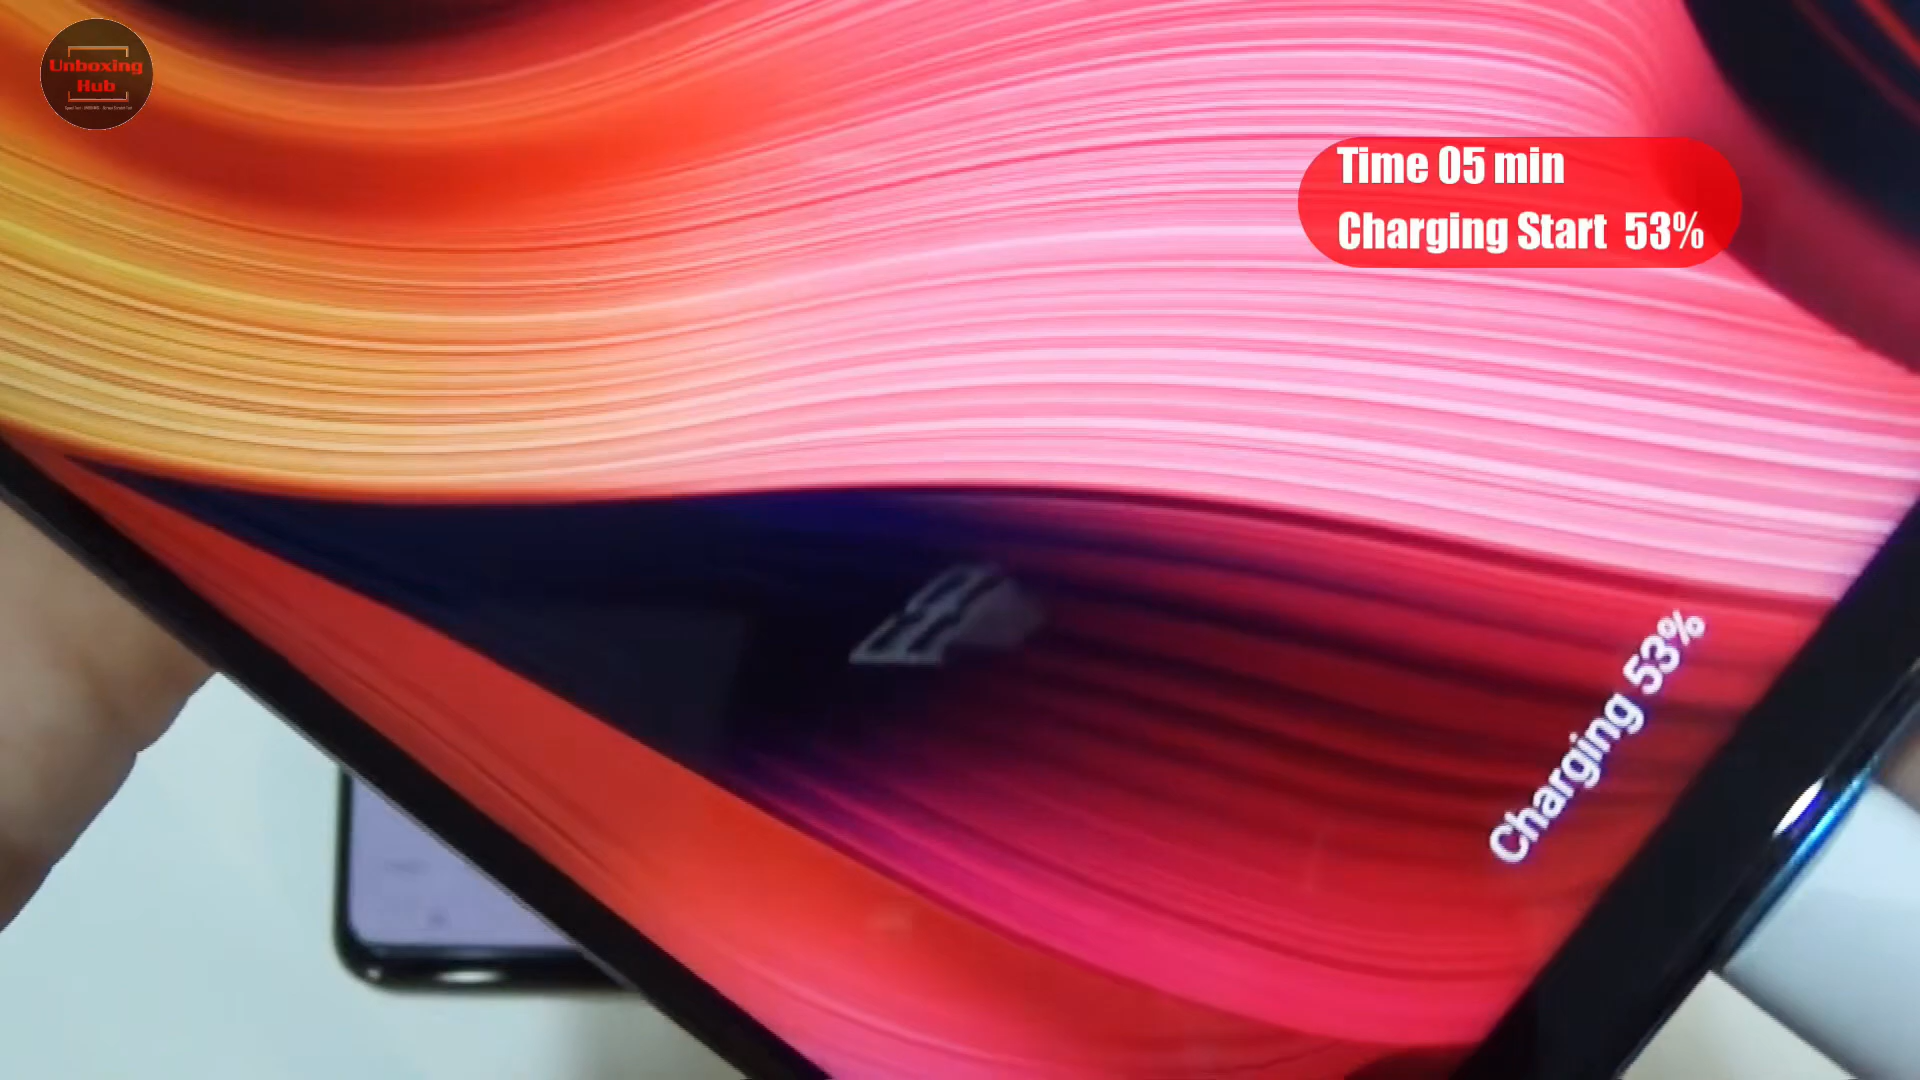 Unboxing
Hub
Time 05 min
Charging Start 53%
Charging 53%